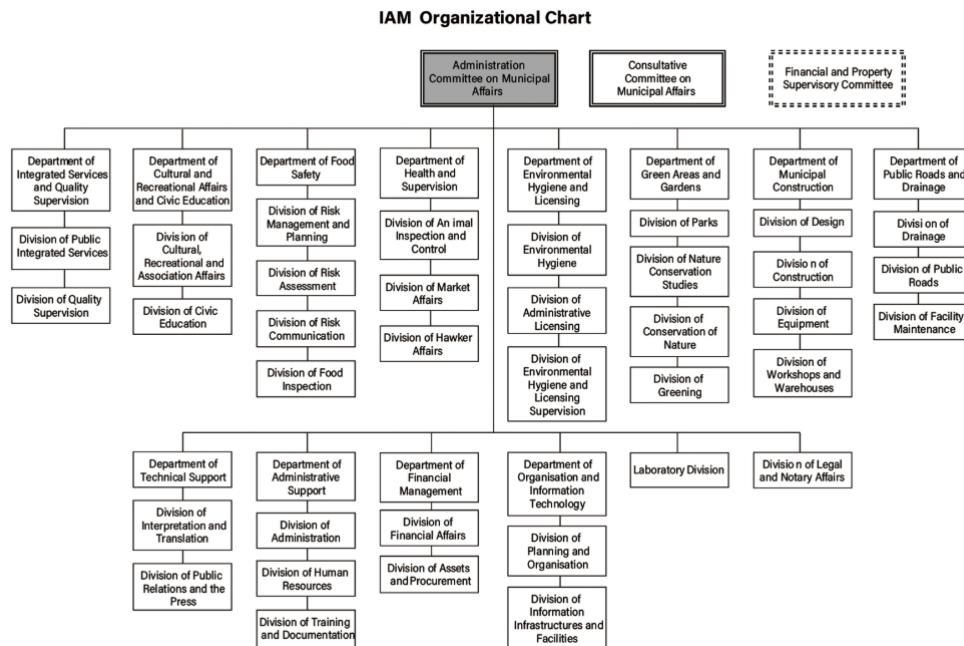 IAM Organizational Chart
Administration
Committee on Municipal
Affairs
Consultative
Committee on
Municipal Affairs
Financial and Property
Supervisory Committee
Department of
Integrated Services
and Quality
Supervision
Division of Public
Integrated Services
Division of Quality
Supervision
Department of
Cultural and
Recreational Affairs
and Civic Education
Division of
Cultural,
Recreational and
Association Affairs
Division of Civic
Education
Department of Food
Safety
Division of Risk
Management and
Planning
Division of Risk
Assessment
Division of Risk
Communication
Division of Food
Inspection
Department of
Health and
Supervision
Division of An imal
Inspection and
Control
Division of Market
Affairs
Division of Hawker
Affairs
Department of
Environmental
Hygiene and
Licensing
Division of
Environmental
Hygiene
Division of
Administrative
Licensing
Division of
Environmental
Hygiene and
Licensing
Supervision
Department of
Green Areas and
Gardens
Division of Parks
Division of Nature
Conservation
Studies
Division of
Conservation of
Nature
Division of
Greening
Department of
Municipal
Construction
Division of Design
Division of
Construction
Division of
Equipment
Division of
Workshops and
Warehouses
Department of
Public Roads and
Drainage
Division of
Drainage
Division of Public
Roads
Division of Facility
Maintenance
Department of
Technical Support
Division of
Interpretation and
Translation
Division of Public
Relations and the
Press
Department of
Administrative
Support
Division of
Administration
Division of Human
Resources
Division of Training
and Documentation
Department of
Financial
Management
Division of
Financial Affairs
Division of Assets
and Procurement
Department of
Organisation and
Information
Technology
Division of
Planning and
Organisation
Division of
Information
Infrastructures and
Facilities
Laboratory Division
Division of Legal
and Notary Affairs